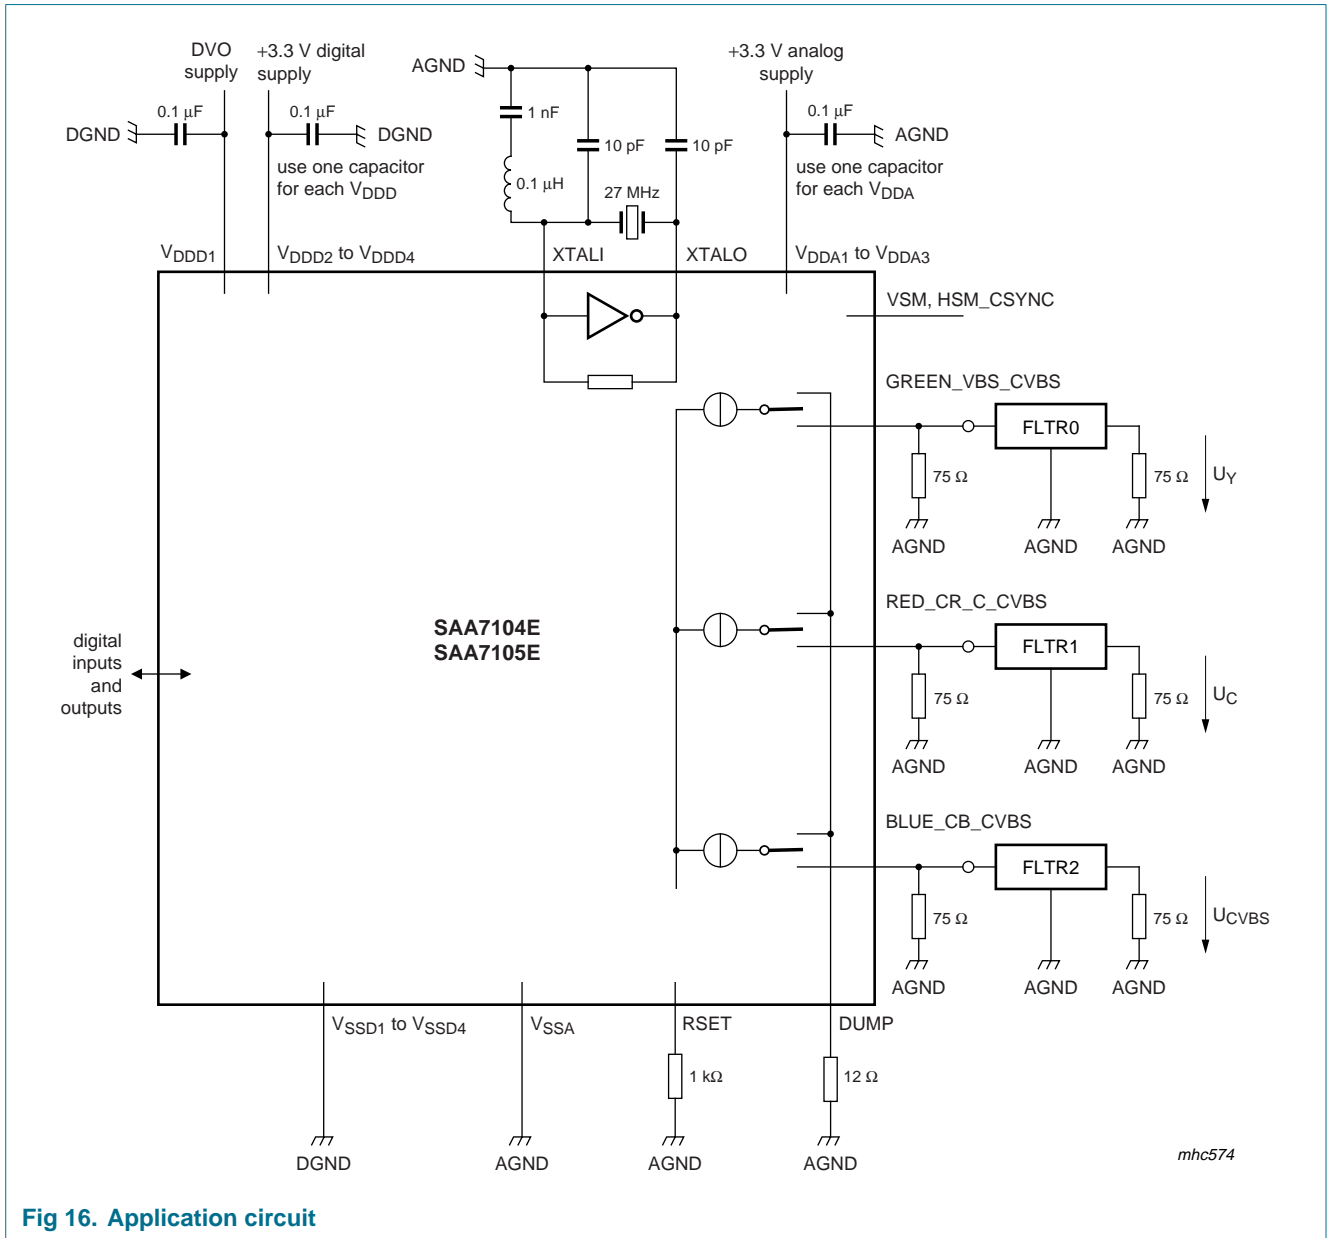 DVO
supply
+3.3 V digital
supply
AGND
+3.3 V analog
supply
0.1 μF
0.1 μF
1 nF
0.1 μF
DGND
DGND
10 pF
10 pF
AGND
use one capacitor
for each VDDD
0.1 μH
27 MHz
use one capacitor
for each VDDA
VDDD1
VDDD2 to VDDD4
XTALI
XTALO
VDDA1 to VDDA3
VSM, HSM_CSYNC
GREEN_VBS_CVBS
FLTR0
75 Ω
75 Ω
UY
AGND
AGND
AGND
RED_CR_C_CVBS
SAA7104E
SAA7105E
FLTR1
digital
inputs
and
outputs
75 Ω
75 Ω
UC
AGND
AGND
AGND
BLUE_CB_CVBS
FLTR2
75 Ω
75 Ω
UCVBS
AGND
AGND
AGND
VSSD1 to VSSD4
VSSA
RSET
DUMP
1 kΩ
12 Ω
DGND
AGND
AGND
AGND
mhc574
Fig 16. Application circuit